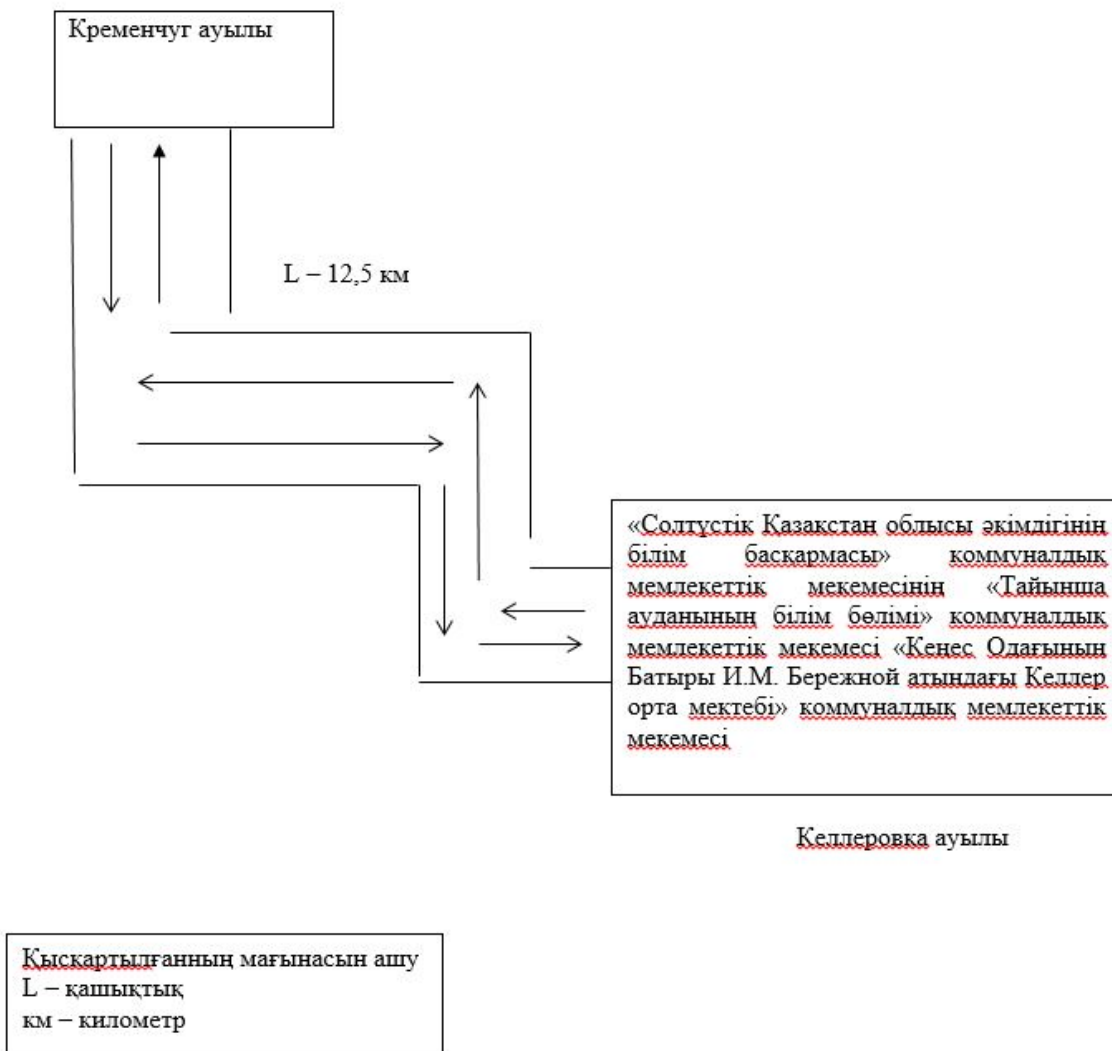 Кременчуг ауылы
L – 12,5 км
«Солтүстік Қазақстан облысы әкімдігінің
білім басқармасы» коммуналдық
мемлекеттік мекемесінің «Тайынша
ауданының білім бөлімі» коммуналдық
мемлекеттік мекемесі «Кеңес Одағының
Батыры И.М. Бережной атындағы Келлер
орта мектебі» коммуналдық мемлекеттік
мекемесі
Келлеровка ауылы
Қысқартылғанның мағынасын ашу
L – қашықтық
км – километр